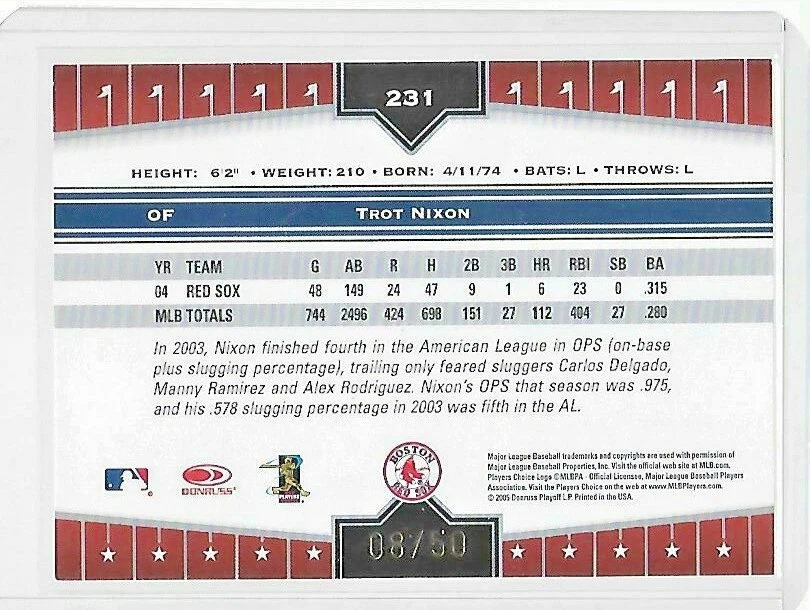 231
HEIGHT: 6'2" • WEIGHT: 210 • BORN: 4/11/74 • BATS: L • THROWS: L
OF TROT NIXON
YR TEAM G AB R H 2B 3B HR RBI SB BA
04 RED SOX 48 149 24 47 9 1 6 23 0 .315
MLB TOTALS 744 2496 424 698 151 27 112 404 27 .280
In 2003, Nixon finished fourth in the American League in OPS (on-base
plus slugging percentage), trailing only feared sluggers Carlos Delgado,
Manny Ramirez and Alex Rodriguez. Nixon's OPS that season was .975,
and his .578 slugging percentage in 2003 was fifth in the AL.
DONRUSS
PLAYERS
BOSTON
RED SOX
Major League Baseball trademarks and copyrights are used with permission of
Major League Baseball Properties, Inc. Visit the official web site at MLB.com.
Players Choice Logo © MLBPA - Official Licensee, Major League Baseball Players
Association. Visit the Players Choice on the web at www.MLBPlayers.com.
© 2005 Donruss Playoff L.P. Printed in the USA.
08/50